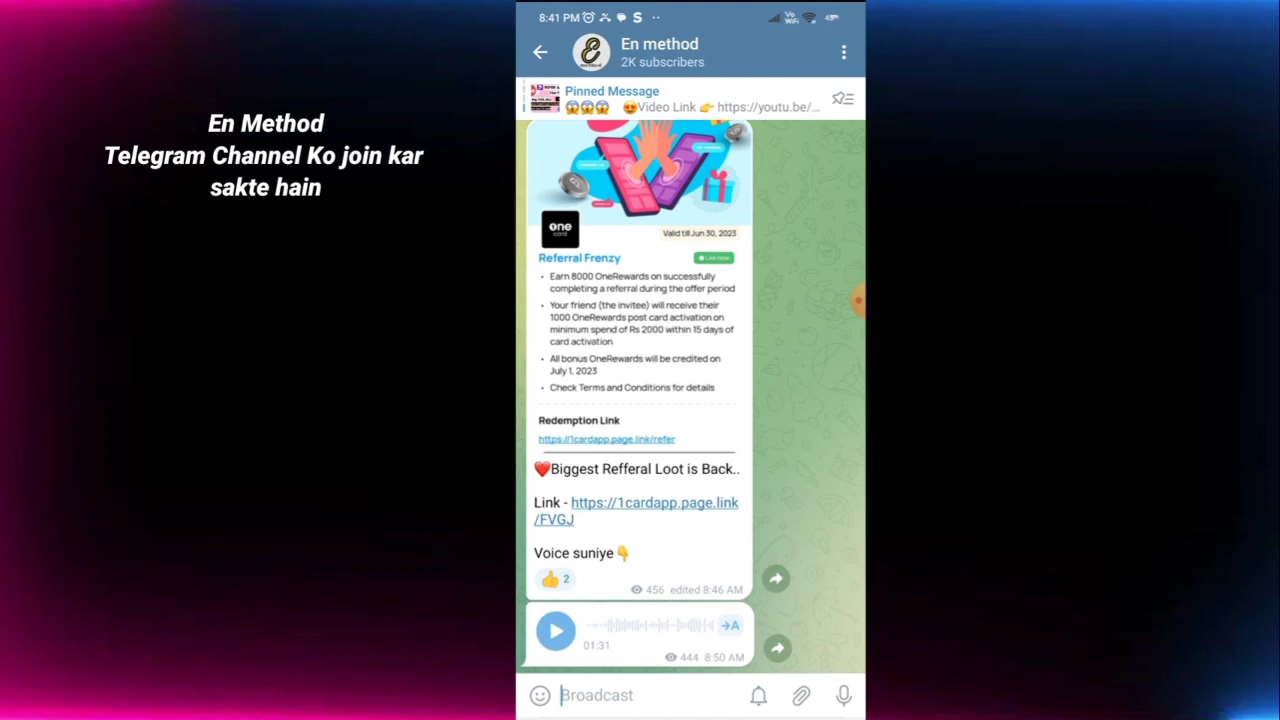 En Method
Telegram Channel Ko join kar
sakte hain
8:41 PM
S
Vo
WiFi
En method
2K subscribers
Pinned Message
😱😱😱 😍Video Link 👉 https://youtu.be/...
one
card
Valid till Jun 30, 2023
Referral Frenzy
Live Now
• Earn 8000 OneRewards on successfully
completing a referral during the offer period
• Your friend (the invitee) will receive their
1000 OneRewards post card activation on
minimum spend of Rs 2000 within 15 days of
card activation
• All bonus OneRewards will be credited on
July 1, 2023
• Check Terms and Conditions for details
Redemption Link
https://1cardapp.page.link/refer
❤️Biggest Refferal Loot is Back..
Link - https://1cardapp.page.link
/FVGJ
Voice suniye👇
👍 2
456 edited 8:46 AM
→A
01:31
444 8:50 AM
Broadcast